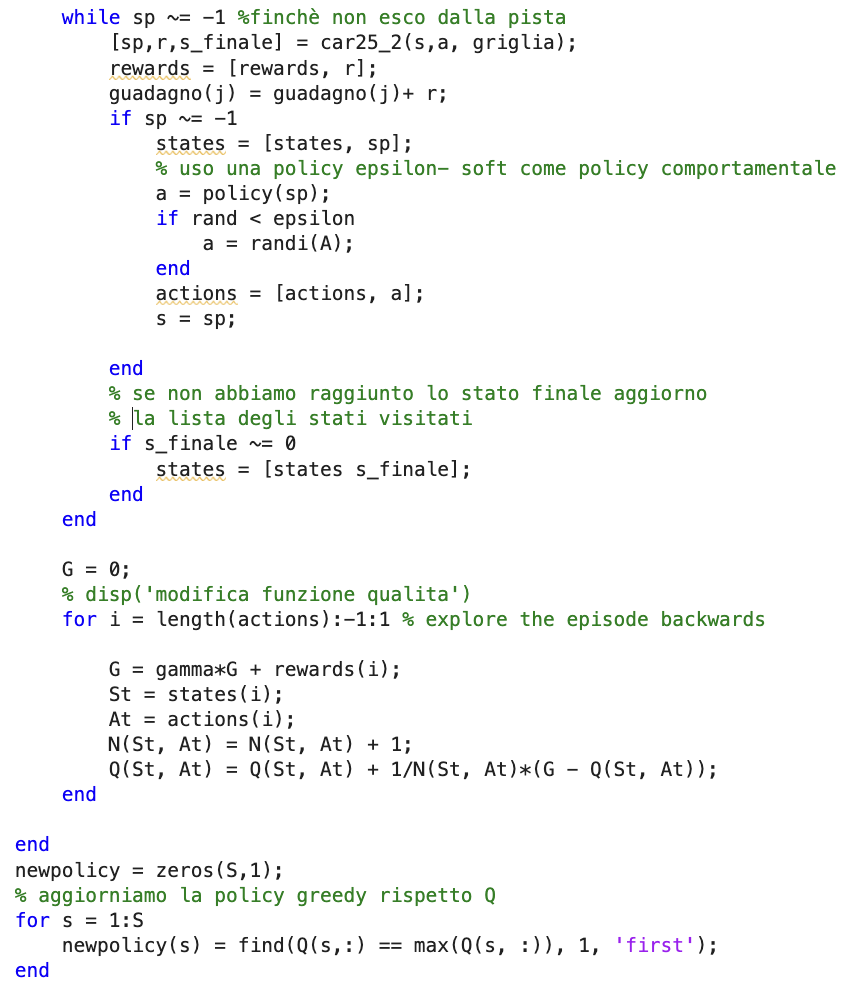 while sp ~= -1 %finchè non esco dalla pista
[sp,r,s_finale] = car25_2(s,a, griglia);
rewards = [rewards, r];
guadagno(j) = guadagno(j)+ r;
if sp ~= -1
states = [states, sp];
% uso una policy epsilon- soft come policy comportamentale
a = policy(sp);
if rand < epsilon
a = randi(A);
end
actions = [actions, a];
s = sp;
end
% se non abbiamo raggiunto lo stato finale aggiorno
% la lista degli stati visitati
if s_finale ~= 0
states = [states s_finale];
end
end
G = 0;
% disp('modifica funzione qualita')
for i = length(actions):-1:1 % explore the episode backwards
G = gamma*G + rewards(i);
St = states(i);
At = actions(i);
N(St, At) = N(St, At) + 1;
Q(St, At) = Q(St, At) + 1/N(St, At)*(G - Q(St, At));
end
end
newpolicy = zeros(S,1);
% aggiorniamo la policy greedy rispetto Q
for s = 1:S
newpolicy(s) = find(Q(s,:) == max(Q(s, :)), 1, 'first');
end